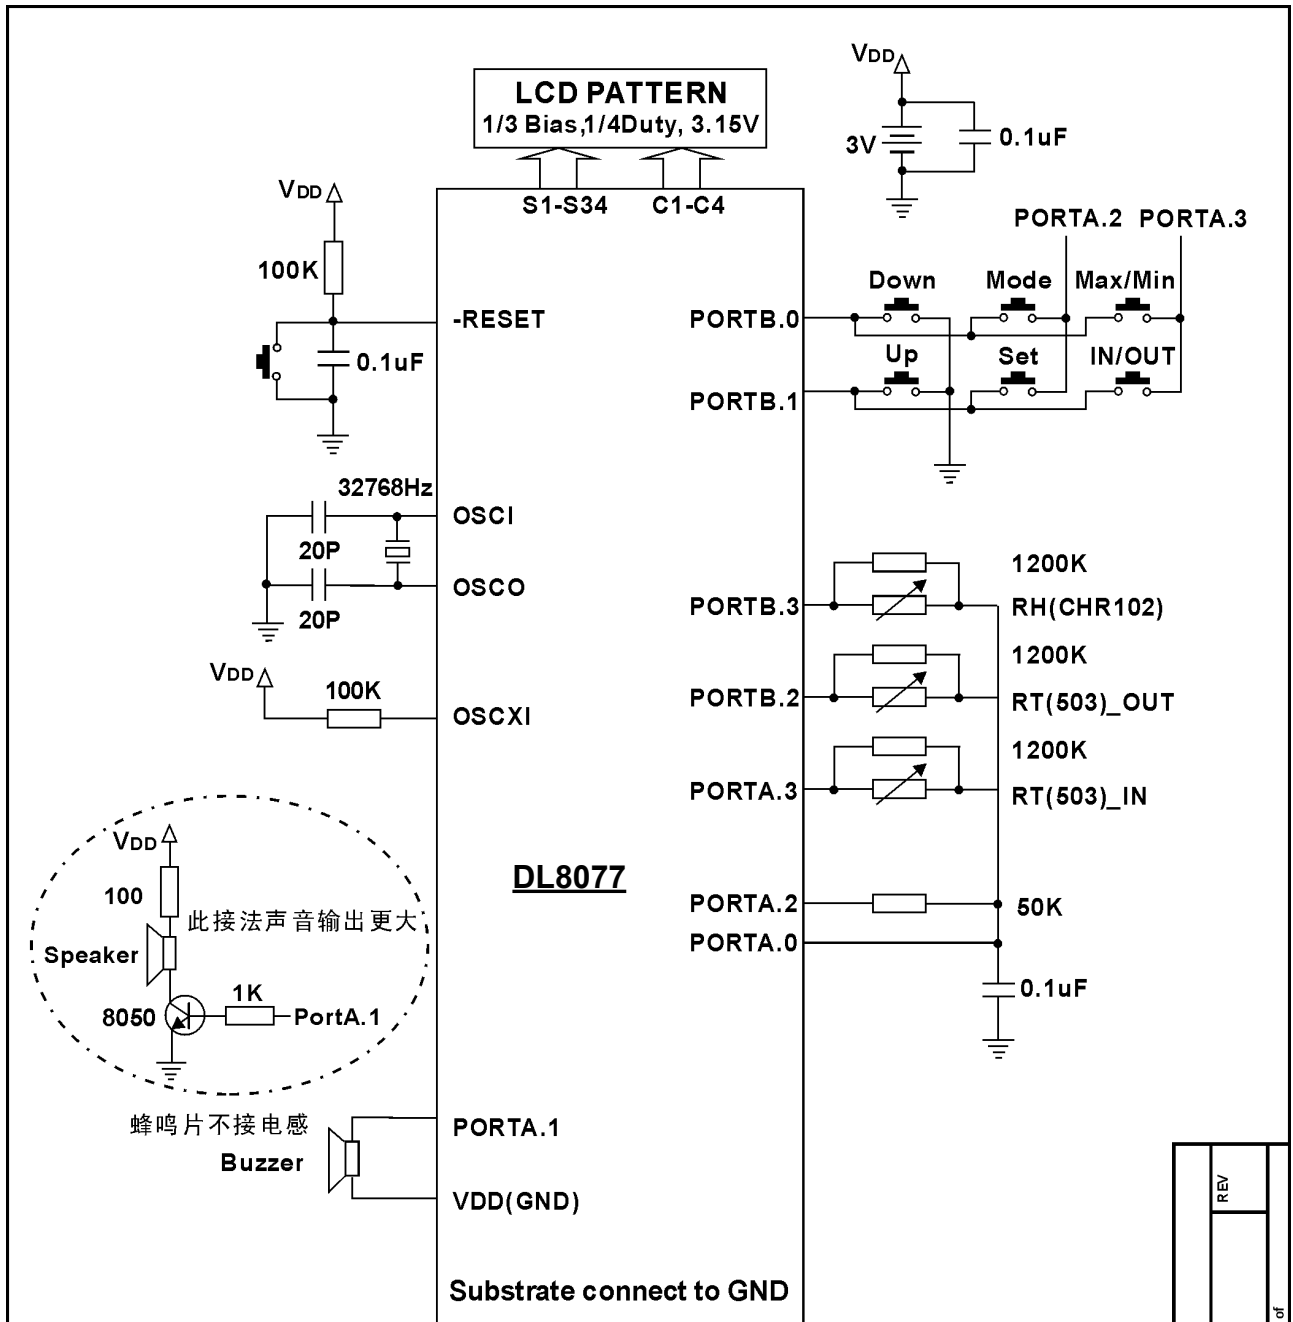 VDD
LCD PATTERN
1/3 Bias,1/4Duty, 3.15V
3V
0.1uF
S1-S34
C1-C4
VDD
PORTA.2
PORTA.3
100K
Down
Mode
Max/Min
-RESET
PORTB.0
0.1uF
Up
Set
IN/OUT
PORTB.1
32768Hz
OSCI
20P
OSCO
20P
1200K
PORTB.3
RH(CHR102)
1200K
VDD
100K
PORTB.2
RT(503)_OUT
OSCXI
1200K
PORTA.3
RT(503)_IN
VDD
DL8077
100
PORTA.2
50K
此接法声音输出更大
PORTA.0
Speaker
1K
0.1uF
8050
PortA.1
蜂鸣片不接电感
PORTA.1
Buzzer
VDD(GND)
REV
Substrate connect to GND
of